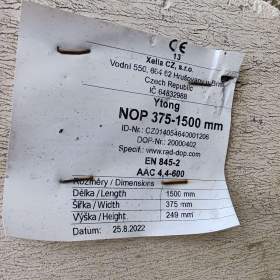 CE
13
Xella CZ, s.r.o.
Vodní 550, 664 62 Hrušovany u Brna
Czech Republic
IČ 64832988
Ytong
NOP 375-1500 mm
ID-Nr.: CZ014054640001206
DOP-Nr.: 20000402
Specif.: www.rad-dop.com
EN 845-2
AAC 4,4-600
Rozměry / Dimensions
Délka / Length 1500 mm
Šířka / Width 375 mm
Výška / Height 249 mm
Datum: 25.8.2022